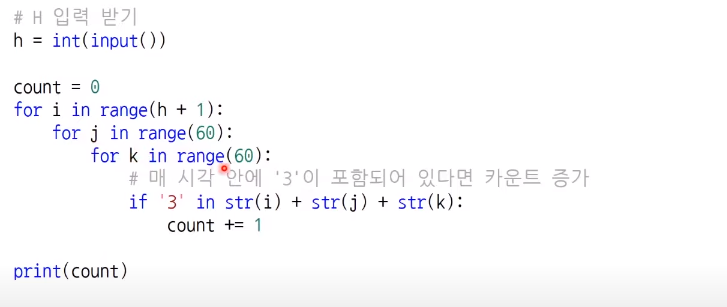 # H 입력 받기
h = int(input())
count = 0
for i in range(h + 1):
for j in range(60):
for k in range(60):
# 매 시각 안에 '3'이 포함되어 있다면 카운트 증가
if '3' in str(i) + str(j) + str(k):
count += 1
print(count)